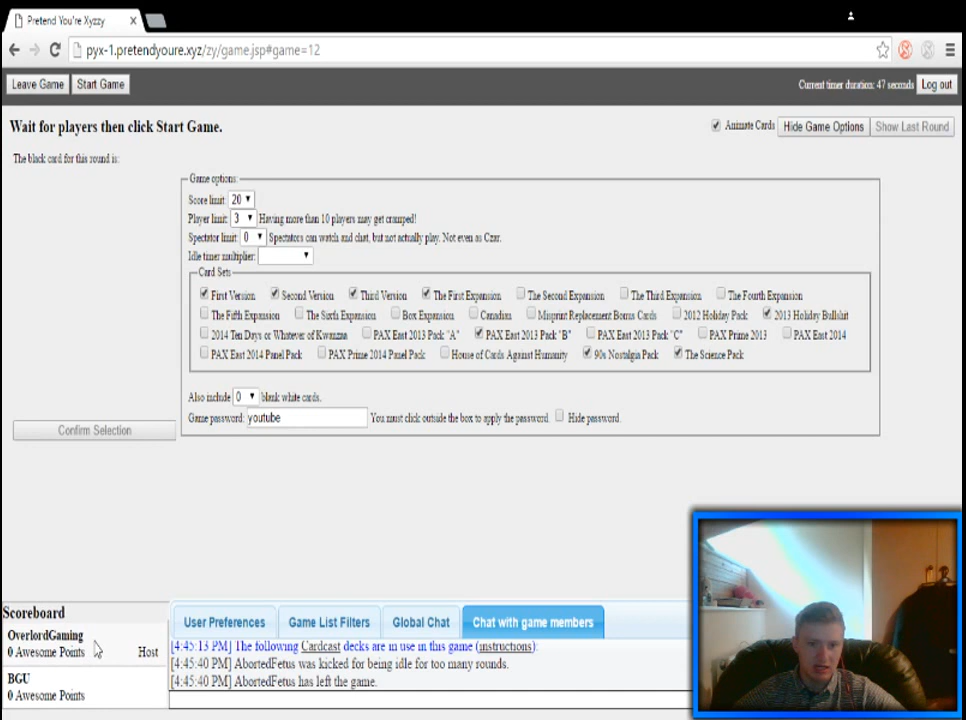 Pretend You're Xyzzy
pyx-1.pretendyoure.xyz/zy/game.jsp#game=12
Leave Game Start Game Current timer duration: 47 seconds Log out
Wait for players then click Start Game. Animate Cards Hide Game Options Show Last Round
The black card for this round is:
Game options:
Score limit: 20
Player limit: 3 Having more than 10 players may get cramped!
Spectator limit: 0 Spectators can watch and chat, but not actually play. Not even as Czar.
Idle timer multiplier:
Card Sets
First Version Second Version Third Version The First Expansion The Second Expansion The Third Expansion The Fourth Expansion
The Fifth Expansion The Sixth Expansion Box Expansion Canadian Misprint Replacement Bonus Cards 2012 Holiday Pack 2013 Holiday Bullshit
2014 Ten Days or Whatever of Kwanzaa PAX East 2013 Pack "A" PAX East 2013 Pack "B" PAX East 2013 Pack "C" PAX Prime 2013 PAX East 2014
PAX East 2014 Panel Pack PAX Prime 2014 Panel Pack House of Cards Against Humanity 90s Nostalgia Pack The Science Pack
Also include 0 blank white cards.
Game password: youtube You must click outside the box to apply the password. Hide password.
Confirm Selection
Scoreboard
OverlordGaming
0 Awesome Points Host
BGU
0 Awesome Points
User Preferences Game List Filters Global Chat Chat with game members
[4:45:13 PM] The following Cardcast decks are in use in this game (instructions):
[4:45:40 PM] AbortedFetus was kicked for being idle for too many rounds.
[4:45:40 PM] AbortedFetus has left the game.